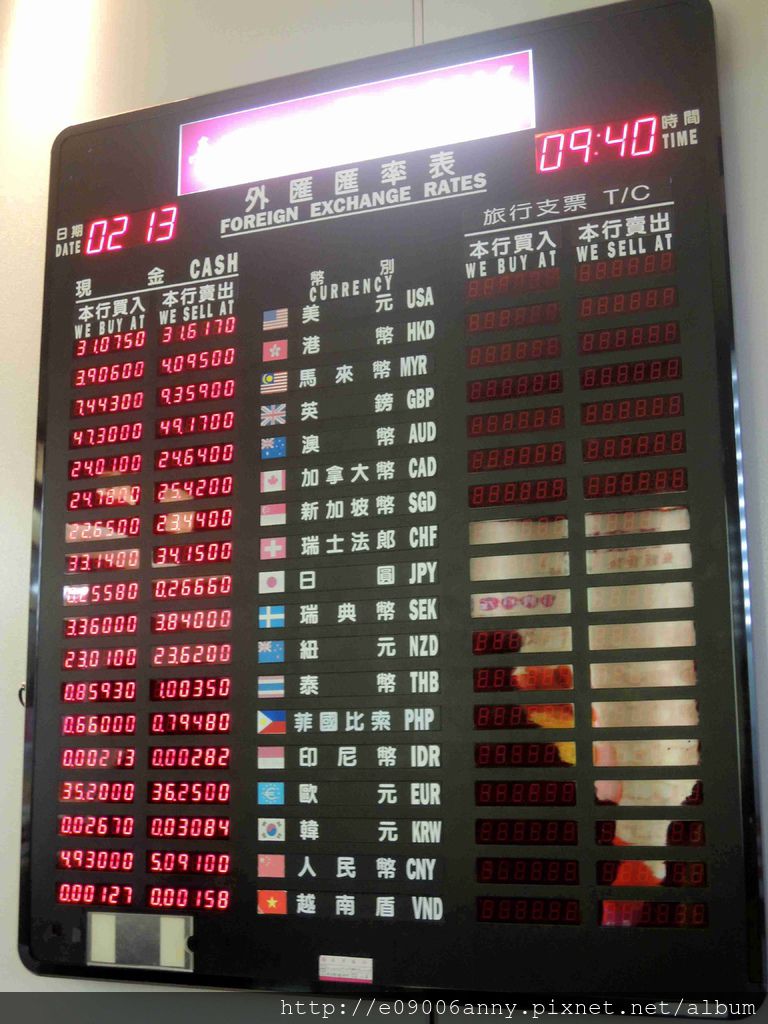 外匯匯率表
FOREIGN EXCHANGE RATES
09:40 時間 TIME
日期 DATE 02 13
現金 CASH
本行買入 本行賣出
WE BUY AT WE SELL AT
幣別
CURRENCY
旅行支票 T/C
本行買入 本行賣出
WE BUY AT WE SELL AT
31.0750 31.6170 美元 USA
3.90600 4.09500 港幣 HKD
7.44300 9.35900 馬來幣 MYR
47.3000 49.1700 英鎊 GBP
24.0100 24.6400 澳幣 AUD
24.7800 25.4200 加拿大幣 CAD
22.6500 23.4400 新加坡幣 SGD
33.1400 34.1500 瑞士法郎 CHF
0.25580 0.26660 日圓 JPY
3.36000 3.84000 瑞典幣 SEK
23.0100 23.6200 紐元 NZD
0.85930 1.00350 泰幣 THB
0.66000 0.79480 菲國比索 PHP
0.00213 0.00282 印尼幣 IDR
35.2000 36.2500 歐元 EUR
0.02670 0.03084 韓元 KRW
4.93000 5.09100 人民幣 CNY
0.00127 0.00158 越南盾 VND
http://e09006anny.pixnet.net/album